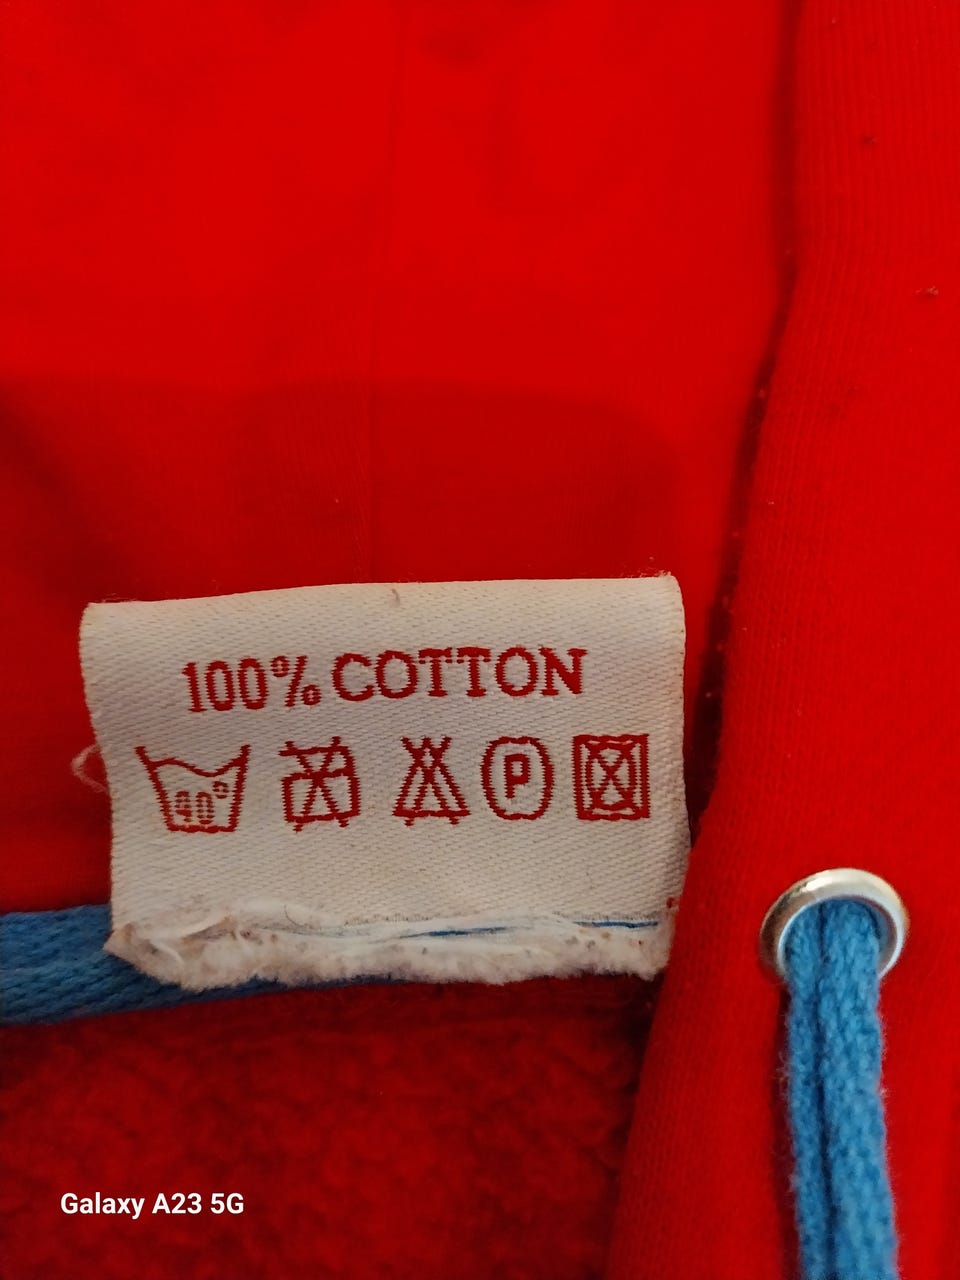 100% COTTON
40°
P
Galaxy A23 5G